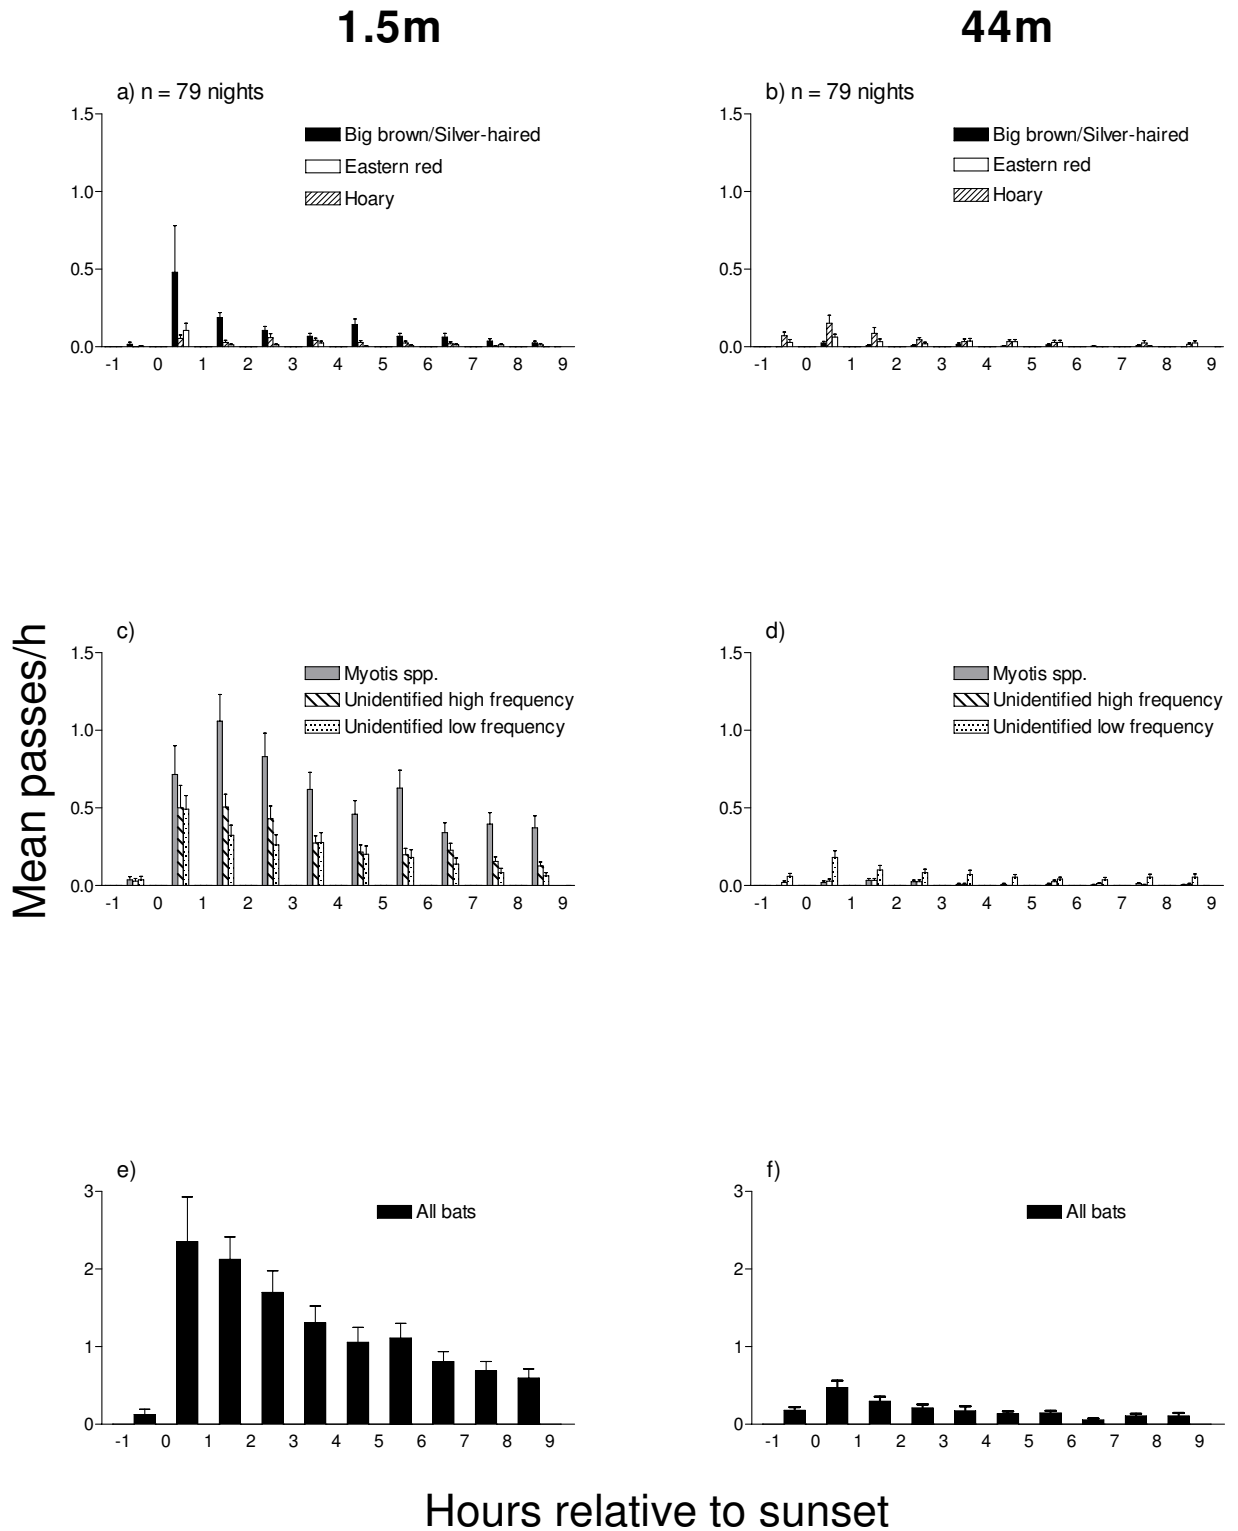 1.5m
44m
a) n = 79 nights
1.5
1.0
0.5
0.0
Big brown/Silver-haired
Eastern red
Hoary
-1 0 1 2 3 4 5 6 7 8 9
b) n = 79 nights
1.5
1.0
0.5
0.0
Big brown/Silver-haired
Eastern red
Hoary
-1 0 1 2 3 4 5 6 7 8 9
Mean passes/h
c)
1.5
1.0
0.5
0.0
Myotis spp.
Unidentified high frequency
Unidentified low frequency
-1 0 1 2 3 4 5 6 7 8 9
d)
1.5
1.0
0.5
0.0
Myotis spp.
Unidentified high frequency
Unidentified low frequency
-1 0 1 2 3 4 5 6 7 8 9
e)
3
2
1
0
All bats
-1 0 1 2 3 4 5 6 7 8 9
f)
3
2
1
0
All bats
-1 0 1 2 3 4 5 6 7 8 9
Hours relative to sunset